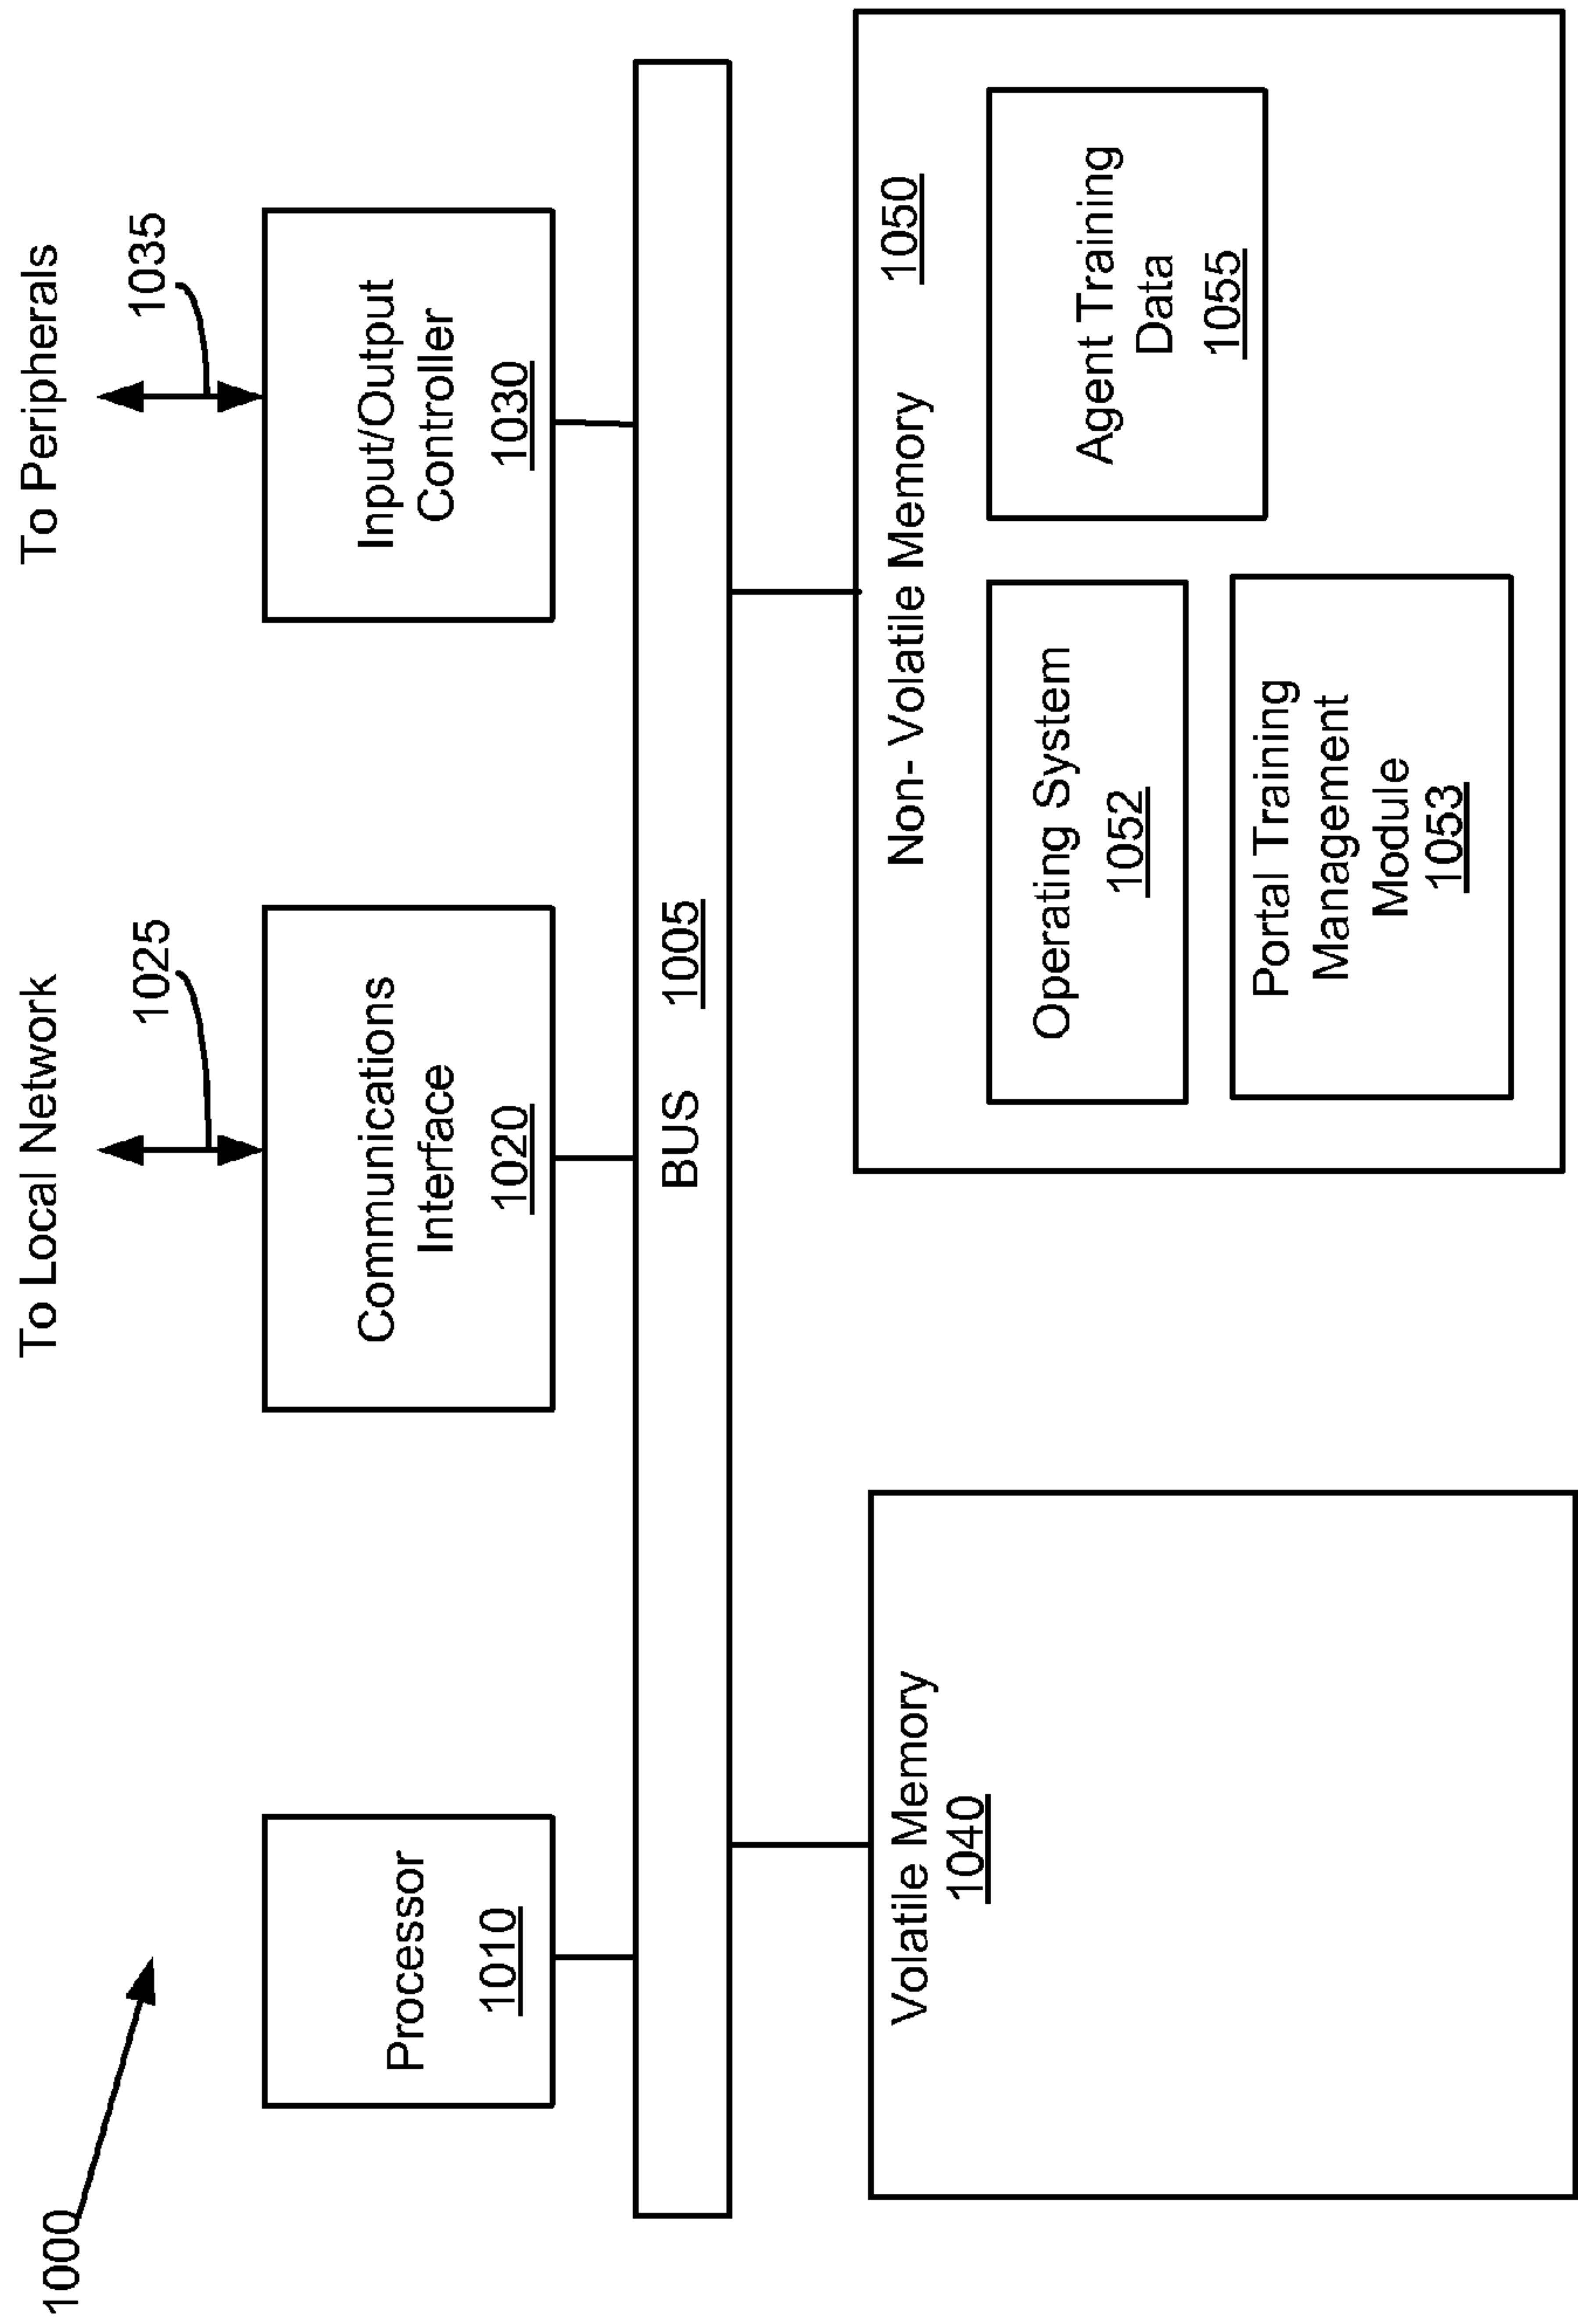 1000
To Local Network
To Peripherals
1025
1035
Processor
1010
Communications
Interface
1020
Input/Output
Controller
1030
BUS
1005
Volatile Memory
1040
Non- Volatile Memory
1050
Operating System
1052
Agent Training
Data
1055
Portal Training
Management
Module
1053